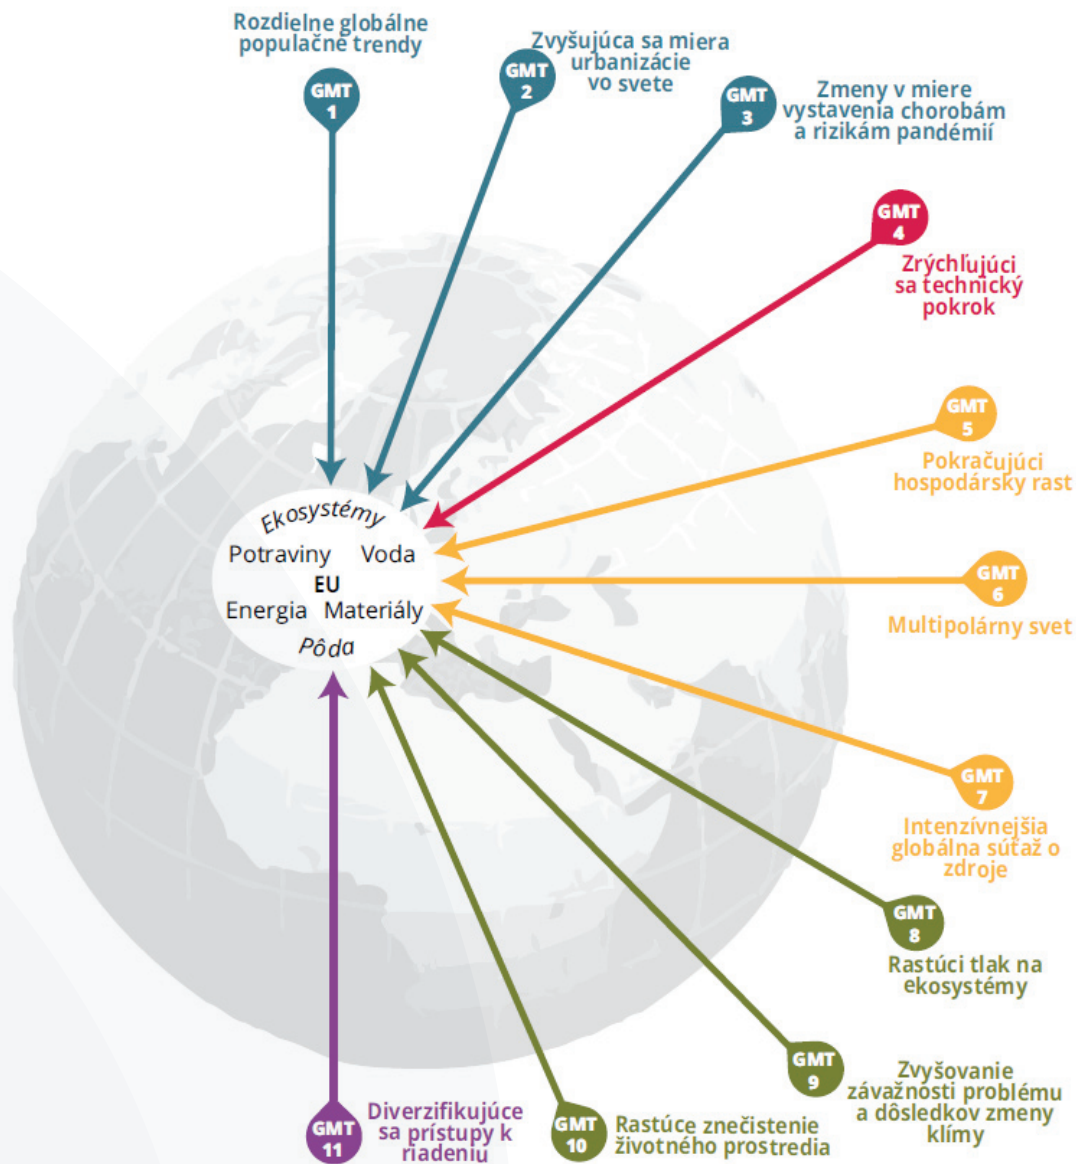 Rozdielne globálne
populačné trendy
GMT
1
Zvyšujúca sa miera
urbanizácie
vo svete
GMT
2
Zmeny v miere
vystavenia chorobám
a rizikám pandémií
GMT
3
GMT
4
Zrýchľujúci
sa technický
pokrok
GMT
5
Pokračujúci
hospodársky rast
GMT
6
Multipolárny svet
GMT
7
Intenzívnejšia
globálna súťaž o
zdroje
GMT
8
Rastúci tlak na
ekosystémy
GMT
9
Zvyšovanie
závažnosti problému
a dôsledkov zmeny
klímy
GMT
10
Rastúce znečistenie
životného prostredia
GMT
11
Diverzifikujúce
sa prístupy k
riadeniu
Ekosystémy
Potraviny Voda
EU
Energia Materiály
Pôda